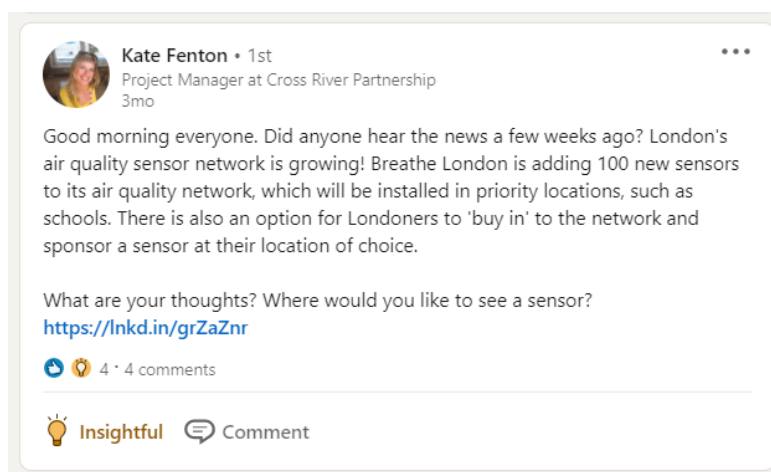 Kate Fenton • 1st
Project Manager at Cross River Partnership
3mo
Good morning everyone. Did anyone hear the news a few weeks ago? London's
air quality sensor network is growing! Breathe London is adding 100 new sensors
to its air quality network, which will be installed in priority locations, such as
schools. There is also an option for Londoners to 'buy in' to the network and
sponsor a sensor at their location of choice.
What are your thoughts? Where would you like to see a sensor?
https://lnkd.in/grZaZnr
4 · 4 comments
Insightful Comment